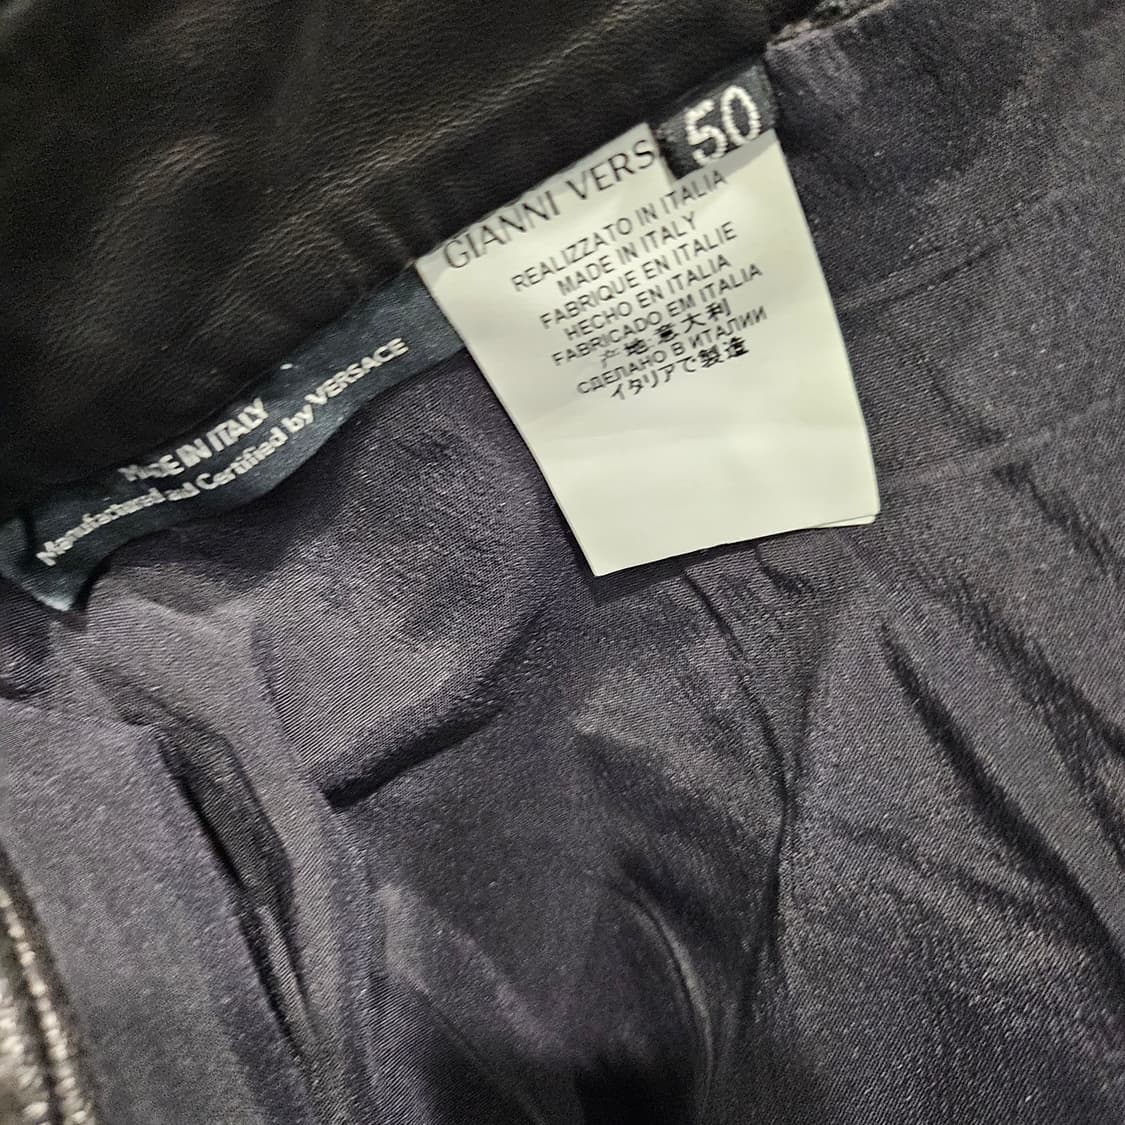 50
GIANNI VERS
REALIZZATO IN ITALIA
MADE IN ITALY
FABRIQUE EN ITALIE
HECHO EN ITALIA
FABRICADO EM ITALIA
产地意大利
СДЕЛАНО В ИТАЛИИ
イタリアで製造
MADE IN ITALY
Manufactured and Certified by VERSACE